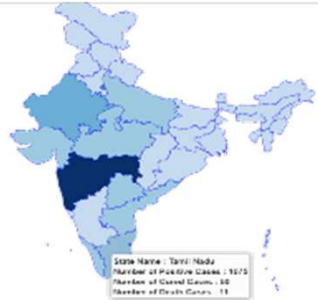 State Name : Tamil Nadu
Number of Positive Cases : 1075
Number of Cured Cases : 50
Number of Death Cases : 11